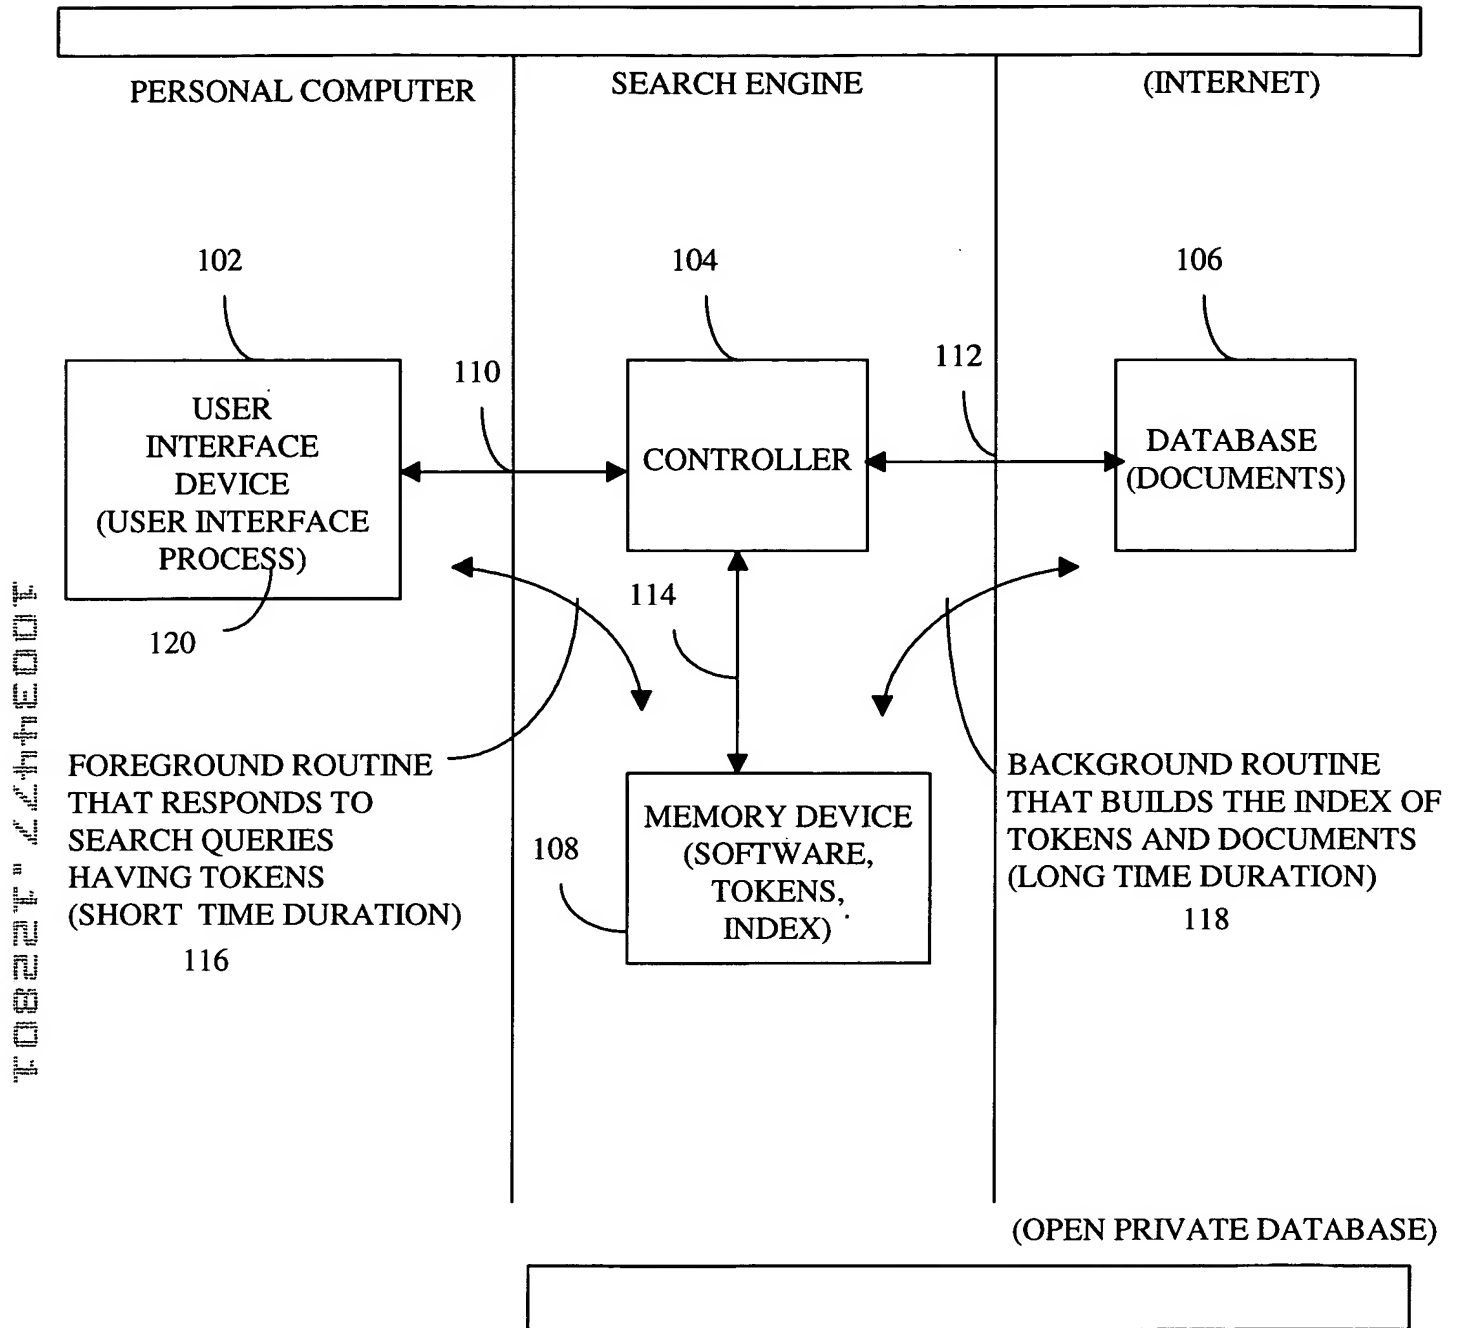 PERSONAL COMPUTER
SEARCH ENGINE
(INTERNET)
102
104
106
110
112
USER
INTERFACE
DEVICE
(USER INTERFACE
PROCESS)
CONTROLLER
DATABASE
(DOCUMENTS)
120
114
FOREGROUND ROUTINE
THAT RESPONDS TO
SEARCH QUERIES
HAVING TOKENS
(SHORT TIME DURATION)
116
108
MEMORY DEVICE
(SOFTWARE,
TOKENS,
INDEX)
BACKGROUND ROUTINE
THAT BUILDS THE INDEX OF
TOKENS AND DOCUMENTS
(LONG TIME DURATION)
118
(OPEN PRIVATE DATABASE)